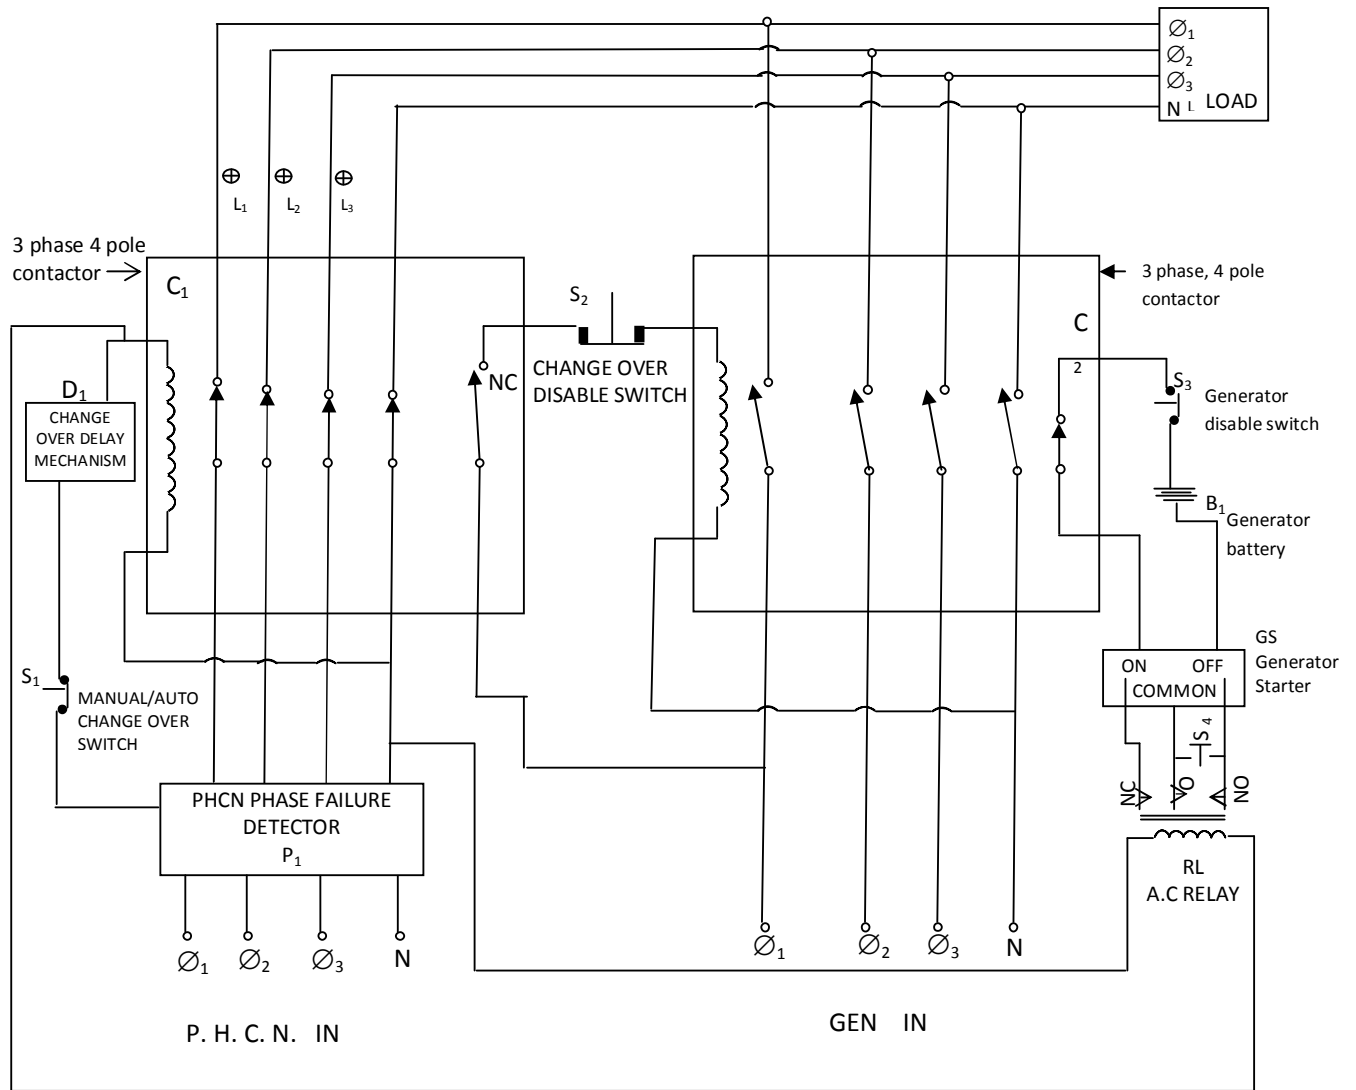 ∅1
∅2
∅3
N L LOAD
L1 L2 L3
3 phase 4 pole
contactor
C1
S2
3 phase, 4 pole
contactor
C
2
NC
CHANGE OVER
DISABLE SWITCH
S3
Generator
disable switch
D1
CHANGE
OVER DELAY
MECHANISM
B1
Generator
battery
GS
Generator
Starter
ON OFF
COMMON
S1
MANUAL/AUTO
CHANGE OVER
SWITCH
S4
NC O NO
PHCN PHASE FAILURE
DETECTOR
P1
RL
A.C RELAY
∅1 ∅2 ∅3 N
∅1 ∅2 ∅3 N
P. H. C. N. IN
GEN IN